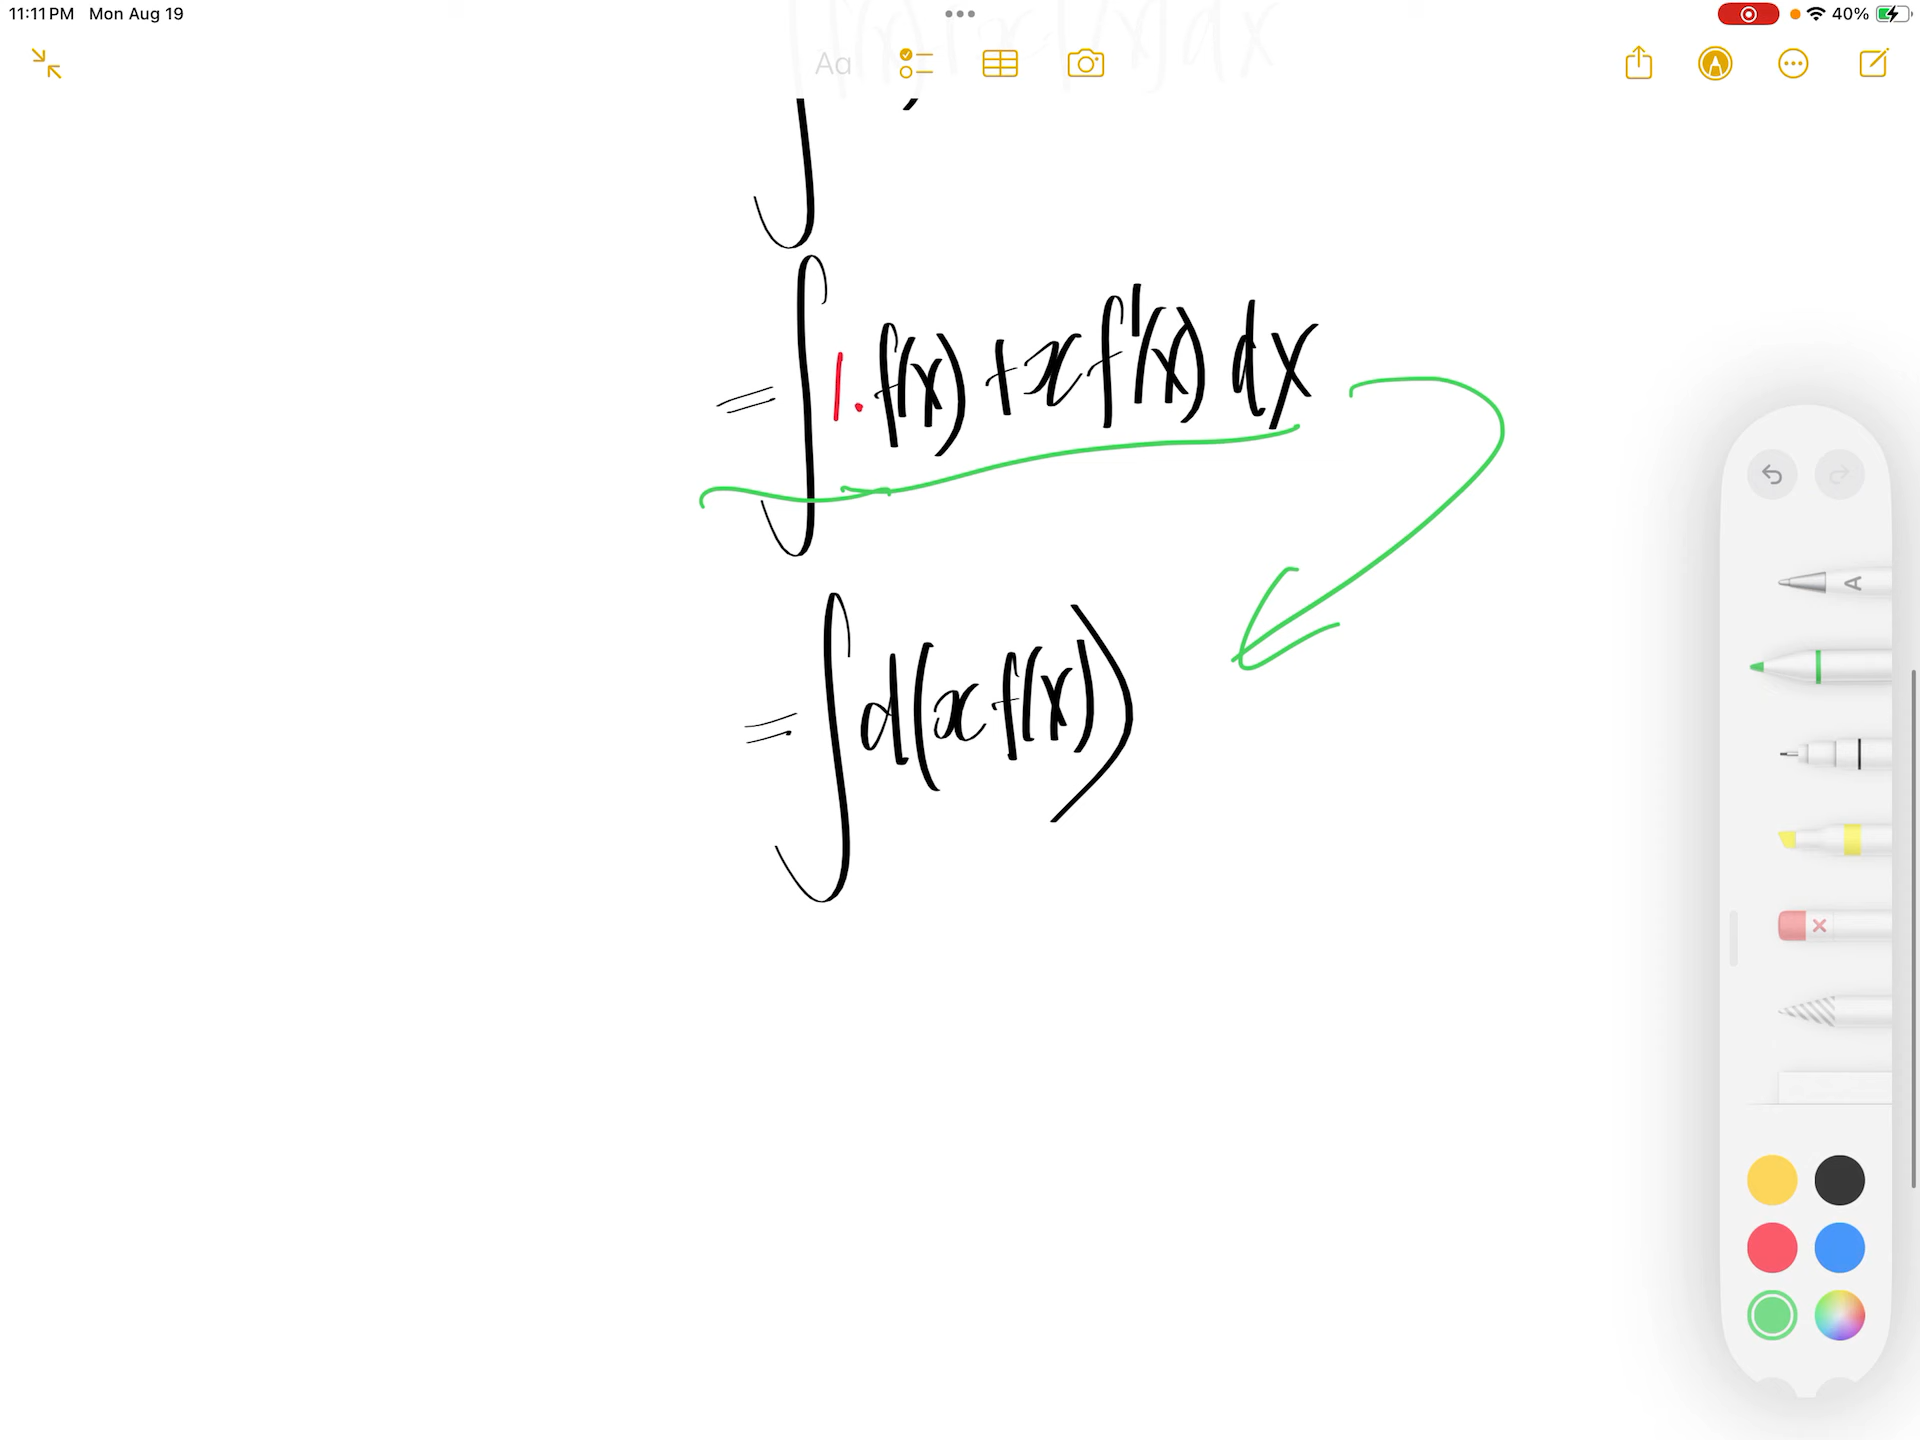 11:11 PM Mon Aug 19
40%
Aa
= ∫ 1. f(x) + x f'(x) dx
= ∫ d(x f(x))
A